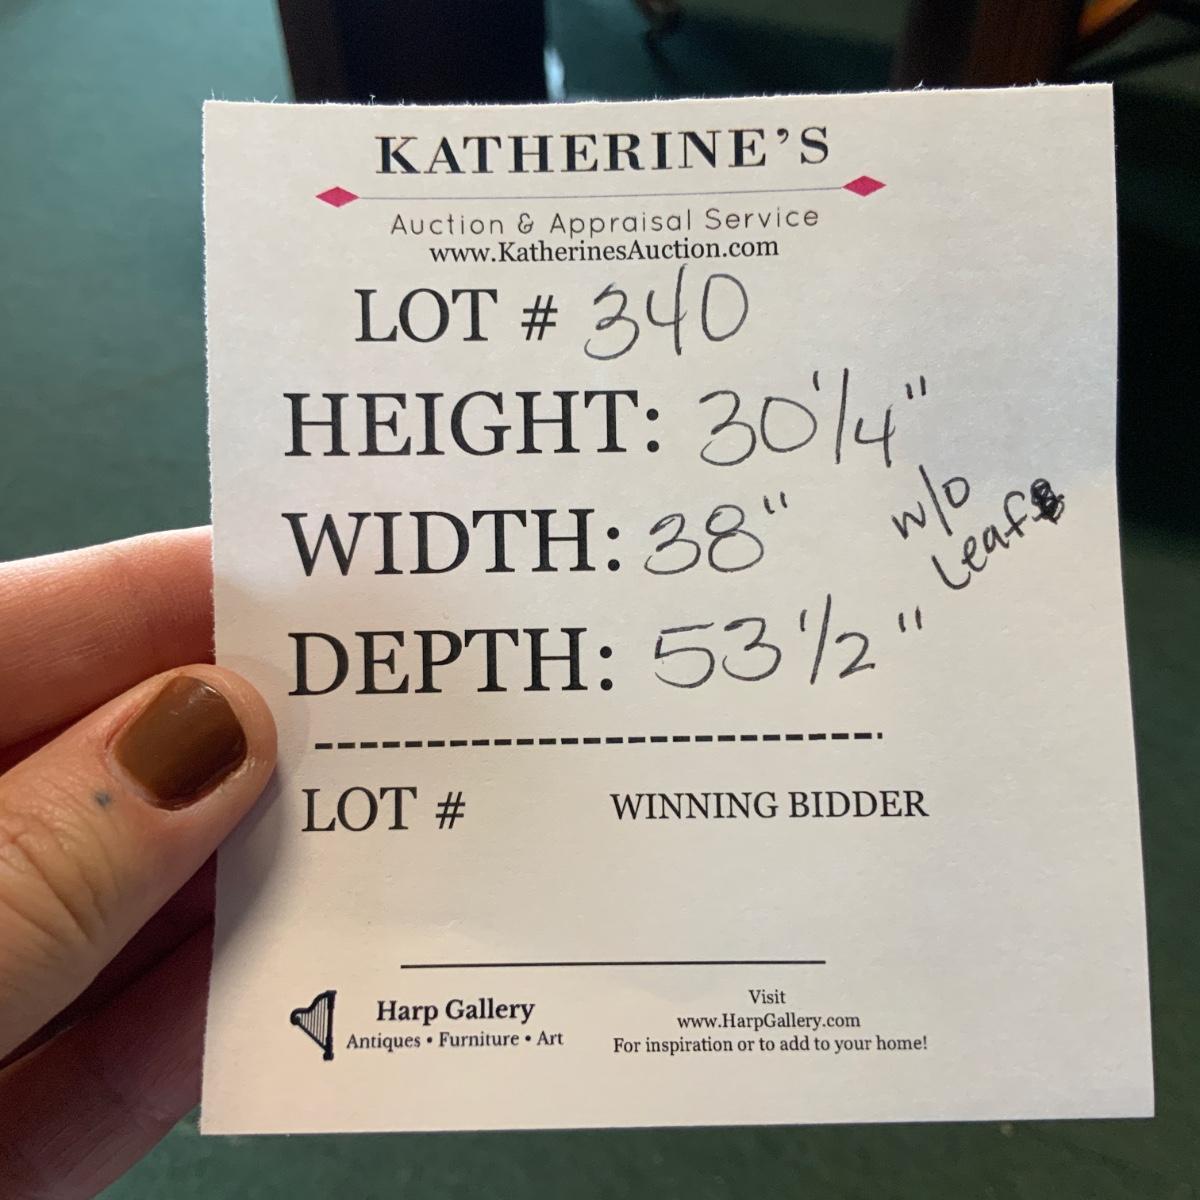 KATHERINE'S
Auction & Appraisal Service
www.KatherinesAuction.com
LOT # 340
HEIGHT: 30 1/4"
WIDTH: 38"
w/o
Leaf
DEPTH: 53 1/2"
LOT # WINNING BIDDER
Harp Gallery
Antiques • Furniture • Art
Visit
www.HarpGallery.com
For inspiration or to add to your home!